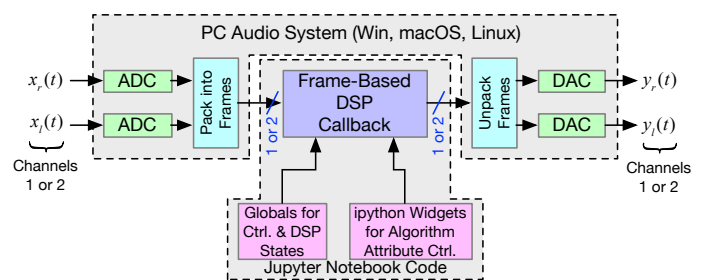 PC Audio System (Win, macOS, Linux)
x_r(t)
ADC
x_l(t)
ADC
Channels
1 or 2
Pack into
Frames
1 or 2
Frame-Based
DSP
Callback
1 or 2
Unpack
Frames
DAC
y_r(t)
DAC
y_l(t)
Channels
1 or 2
Globals for
Ctrl. & DSP
States
ipython Widgets
for Algorithm
Attribute Ctrl.
Jupyter Notebook Code